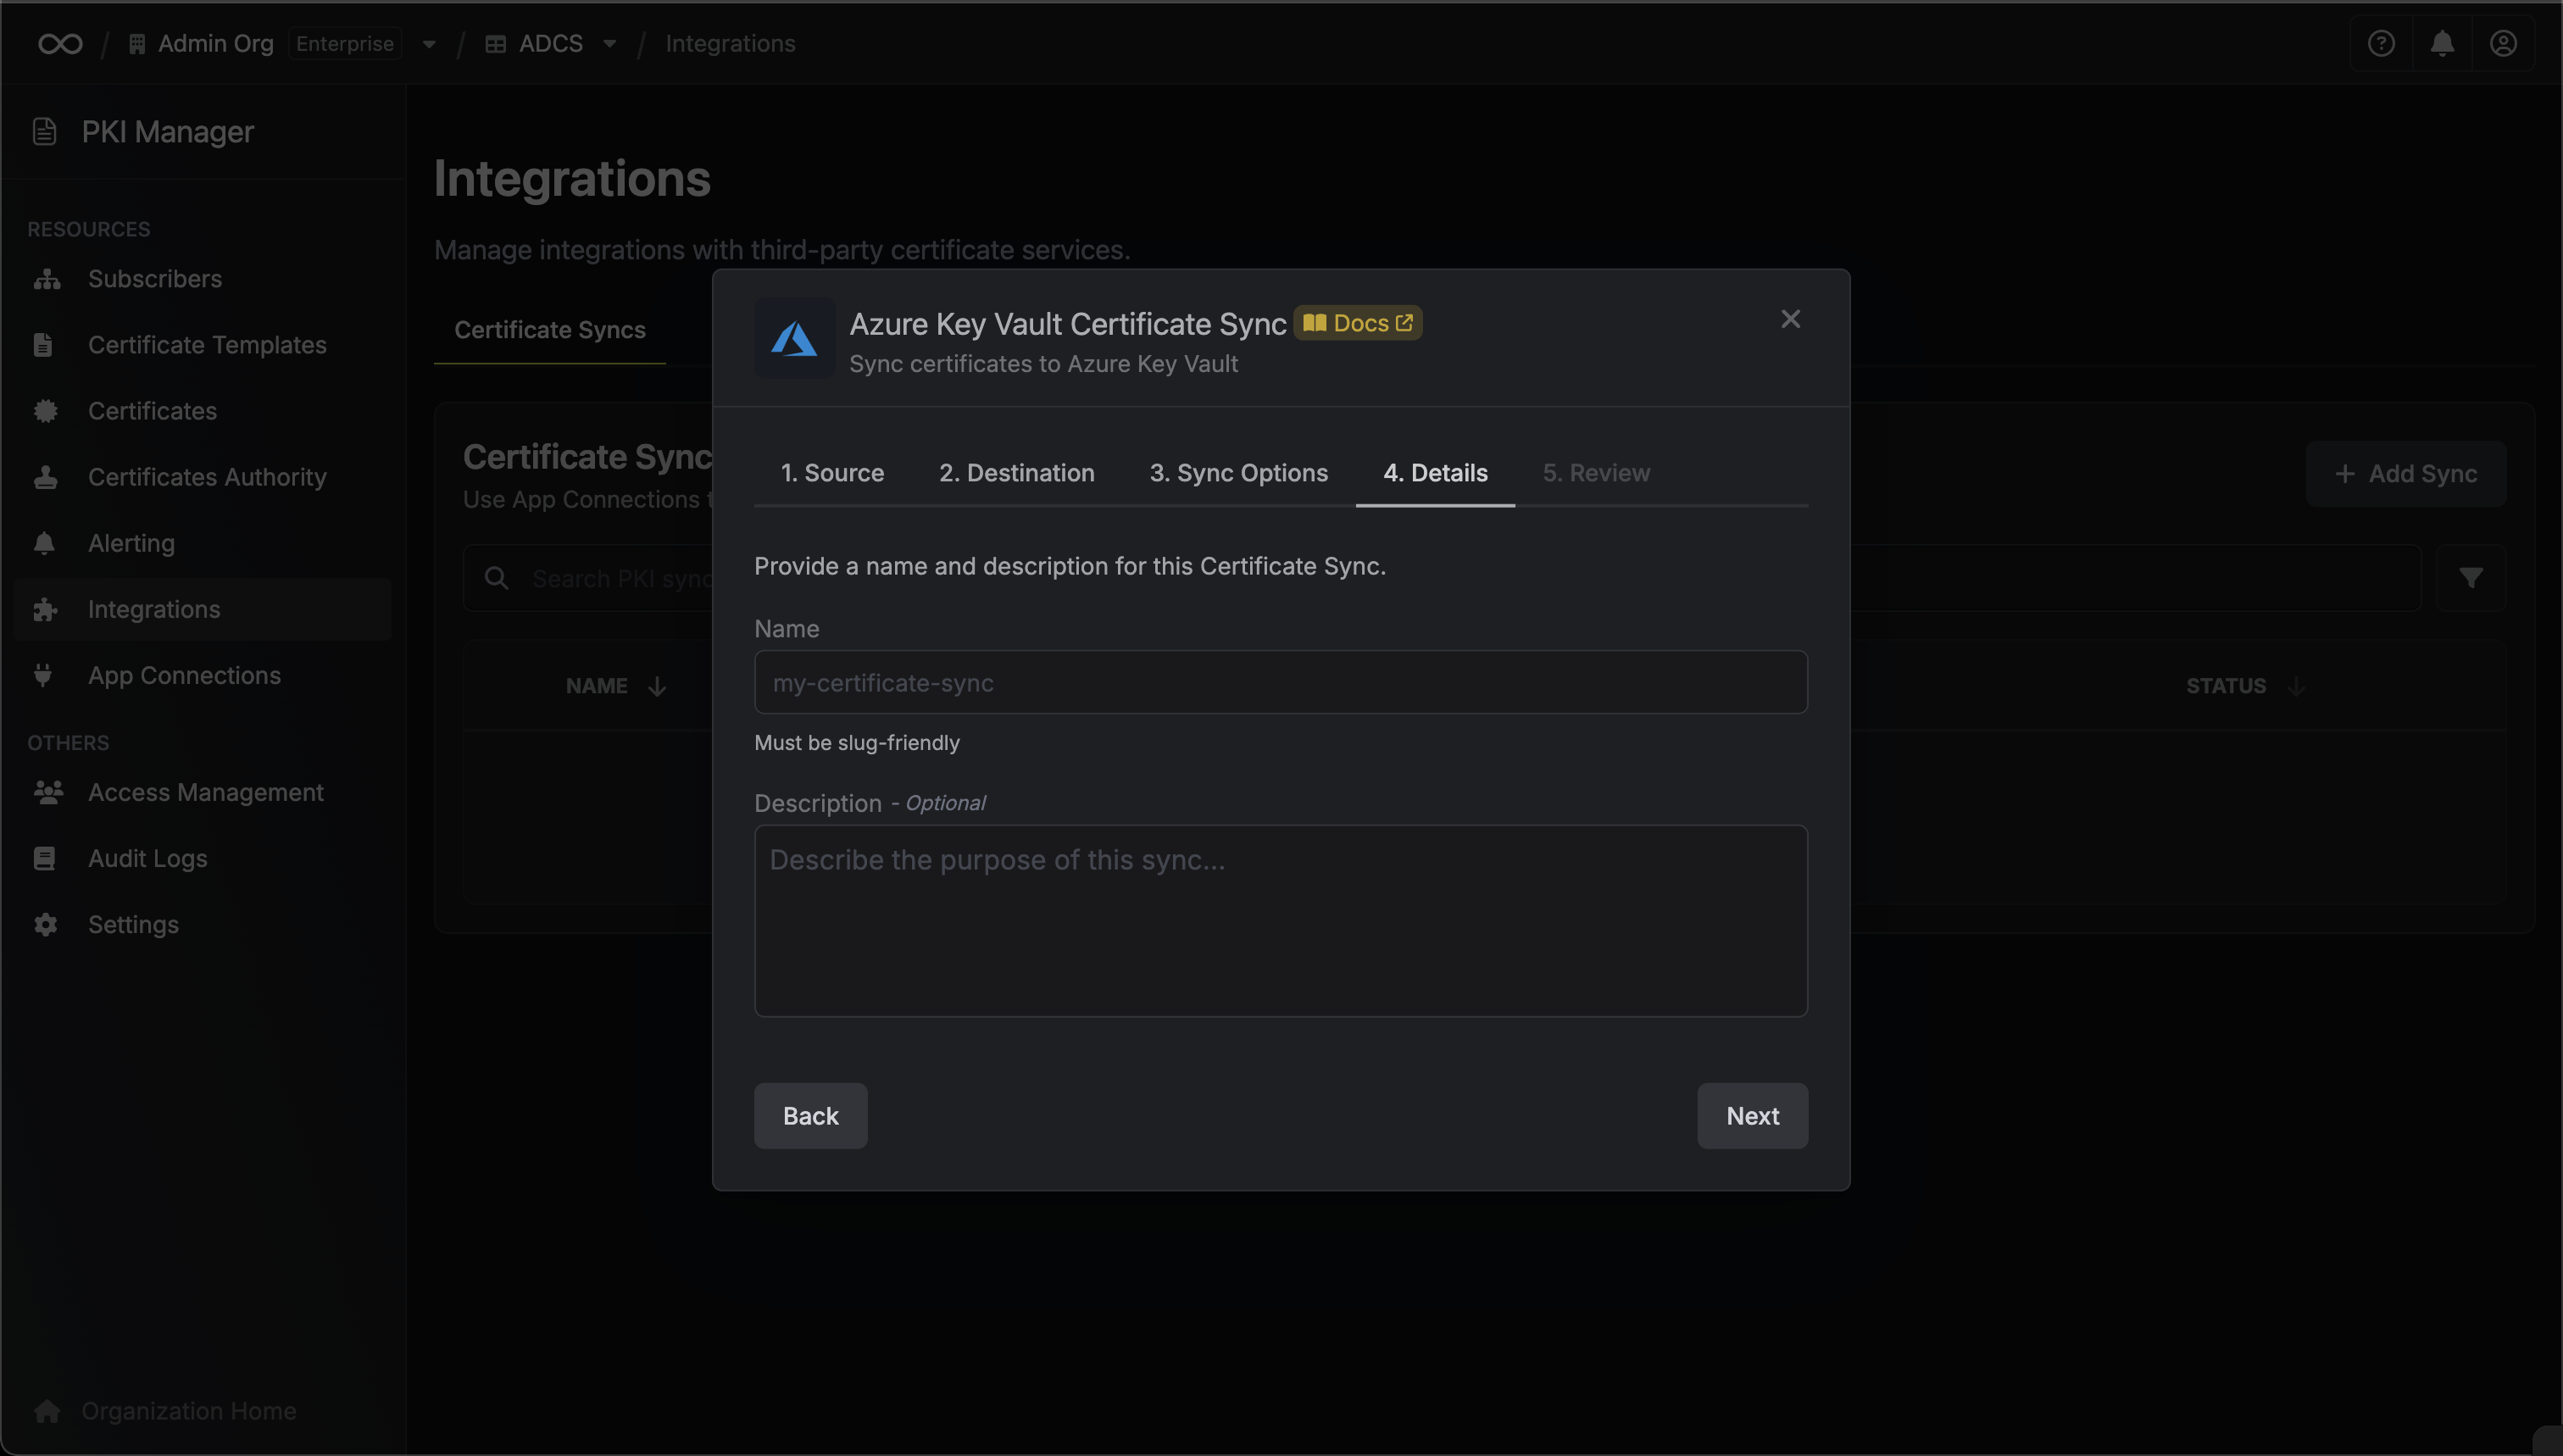 / Admin Org Enterprise / ADCS / Integrations
PKI Manager
RESOURCES
Subscribers
Certificate Templates
Certificates
Certificates Authority
Alerting
Integrations
App Connections
OTHERS
Access Management
Audit Logs
Settings
Organization Home
Integrations
Manage integrations with third-party certificate services.
Certificate Syncs
Certificate Sync
Use App Connections t
Add Sync
Search PKI sync
NAME
STATUS
Azure Key Vault Certificate Sync Docs
Sync certificates to Azure Key Vault
1. Source 2. Destination 3. Sync Options 4. Details 5. Review
Provide a name and description for this Certificate Sync.
Name
my-certificate-sync
Must be slug-friendly
Description - Optional
Describe the purpose of this sync...
Back Next